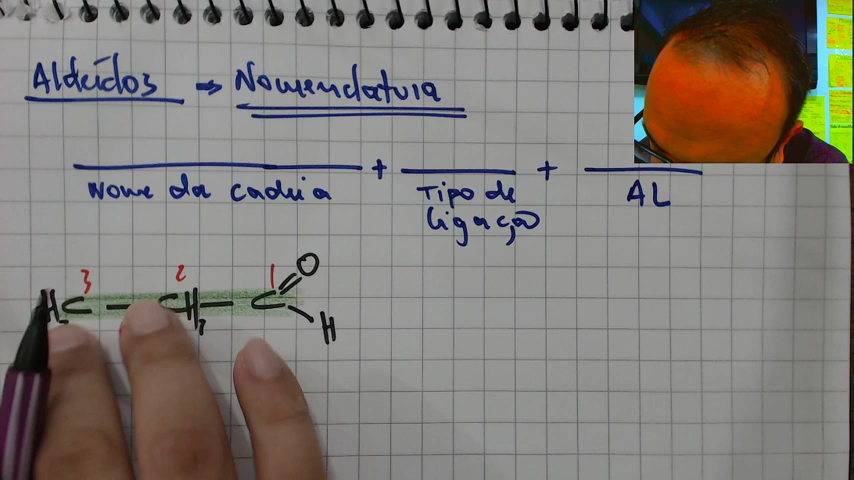 Aldeídos → Nomenclatura
+ +
Nome da cadeia Tipo de ligação AL
3 2 1 O
H₃C — CH₂ — C
H